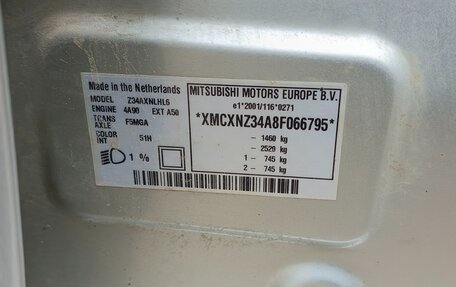 Made in the Netherlands
MODEL Z34AXNLHL6
ENGINE 4A90 EXT A50
TRANS AXLE F5MGA
COLOR INT 51H
1 %
MITSUBISHI MOTORS EUROPE B.V.
e1*2001/116*0271
*XMCXNZ34A8F066795*
- 1460 kg
- 2520 kg
1 - 745 kg
2 - 745 kg